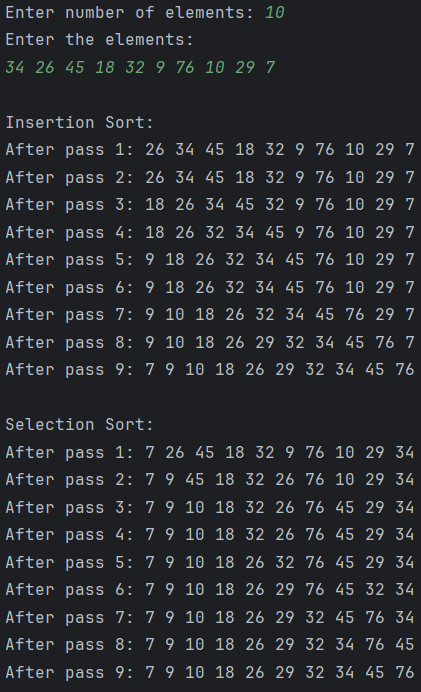 Enter number of elements: 10
Enter the elements:
34 26 45 18 32 9 76 10 29 7
Insertion Sort:
After pass 1: 26 34 45 18 32 9 76 10 29 7
After pass 2: 26 34 45 18 32 9 76 10 29 7
After pass 3: 18 26 34 45 32 9 76 10 29 7
After pass 4: 18 26 32 34 45 9 76 10 29 7
After pass 5: 9 18 26 32 34 45 76 10 29 7
After pass 6: 9 18 26 32 34 45 76 10 29 7
After pass 7: 9 10 18 26 32 34 45 76 29 7
After pass 8: 9 10 18 26 29 32 34 45 76 7
After pass 9: 7 9 10 18 26 29 32 34 45 76
Selection Sort:
After pass 1: 7 26 45 18 32 9 76 10 29 34
After pass 2: 7 9 45 18 32 26 76 10 29 34
After pass 3: 7 9 10 18 32 26 76 45 29 34
After pass 4: 7 9 10 18 32 26 76 45 29 34
After pass 5: 7 9 10 18 26 32 76 45 29 34
After pass 6: 7 9 10 18 26 29 76 45 32 34
After pass 7: 7 9 10 18 26 29 32 45 76 34
After pass 8: 7 9 10 18 26 29 32 34 76 45
After pass 9: 7 9 10 18 26 29 32 34 45 76